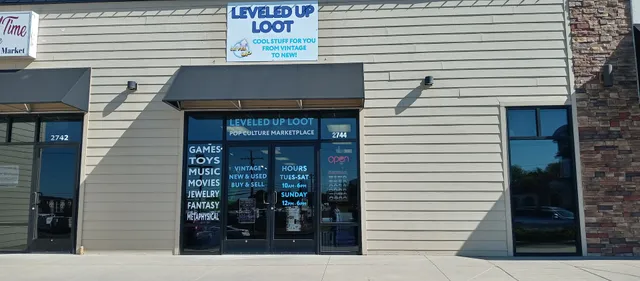 Time
Market
LEVELED UP
LOOT
COOL STUFF FOR YOU
FROM VINTAGE
TO NEW!
2742
LEVELED UP LOOT
POP CULTURE MARKETPLACE
2744
GAMES
TOYS
MUSIC
MOVIES
JEWELRY
FANTASY
METAPHYSICAL
VINTAGE
NEW & USED
BUY & SELL
HOURS
TUES-SAT
10AM-6PM
SUNDAY
12PM-6PM
open